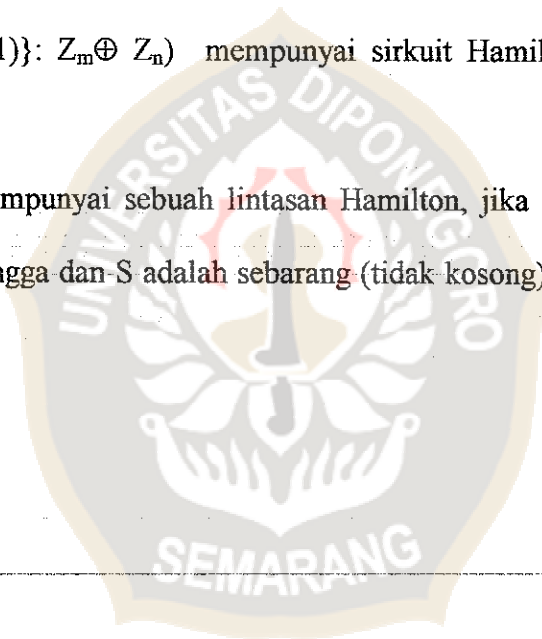 1)}: Zm⊕ Zn) mempunyai sirkuit Hamil
mpunyai sebuah lintasan Hamilton, jika
ngga dan S adalah sebarang (tidak kosong)
UNIVERSITAS DIPONEGORO
SEMARANG